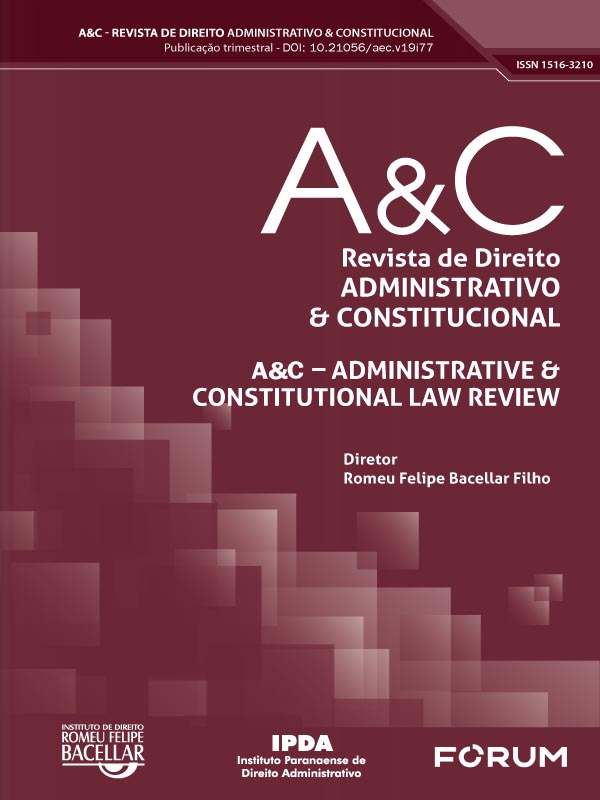 A&C - REVISTA DE DIREITO ADMINISTRATIVO & CONSTITUCIONAL
Publicação trimestral - DOI: 10.21056/aec.v19i77
ISSN 1516-3210
A&C
Revista de Direito
ADMINISTRATIVO
& CONSTITUCIONAL
A&C – ADMINISTRATIVE &
CONSTITUTIONAL LAW REVIEW
Diretor
Romeu Felipe Bacellar Filho
INSTITUTO DE DIREITO
ROMEU FELIPE
BACELLAR
IPDA
Instituto Paranaense de
Direito Administrativo
FÓRUM